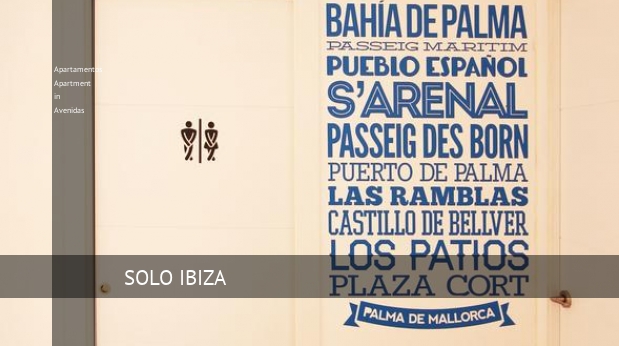 Apartamentos
Apartment
in
Avenidas
BAHÍA DE PALMA
PASSEIG MARITIM
PUEBLO ESPAÑOL
S'ARENAL
PASSEIG DES BORN
PUERTO DE PALMA
LAS RAMBLAS
CASTILLO DE BELLVER
LOS PATIOS
PLAZA CORT
PALMA DE MALLORCA
SOLO IBIZA